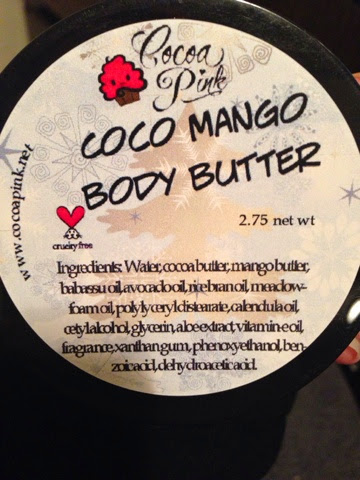 Cocoa
Pink
COCO MANGO
BODY BUTTER
2.75 net wt
cruelty free
www.cocoapink.net
Ingredients: Water, cocoa butter, mango butter,
babassu oil, avocado oil, rice bran oil, meadow-
foam oil, polylyceryl distearate, calendula oil,
cetyl alcohol, glycerin, aloe extract, vitamin e oil,
fragrance, xanthan gum, phenoxyethanol, ben-
zoic acid, dehydroacetic acid.